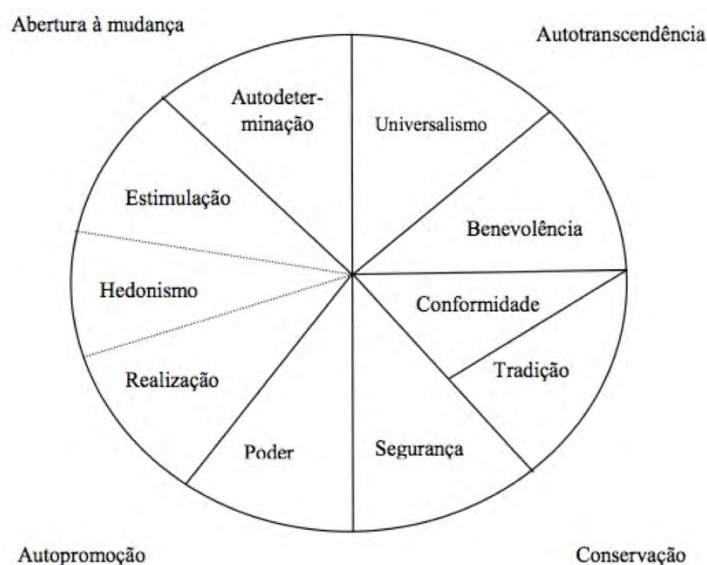 Abertura à mudança
Autotranscendência
Autodeter-
minação
Universalismo
Estimulação
Benevolência
Hedonismo
Conformidade
Realização
Tradição
Poder
Segurança
Autopromoção
Conservação